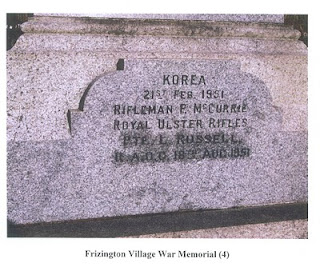 KOREA
21ST FEB. 1951
RIFLEMAN P. MCCURRIE
ROYAL ULSTER RIFLES
PTE. L. RUSSELL
R.A.O.C. 18TH AUG 1951
Frizington Village War Memorial (4)